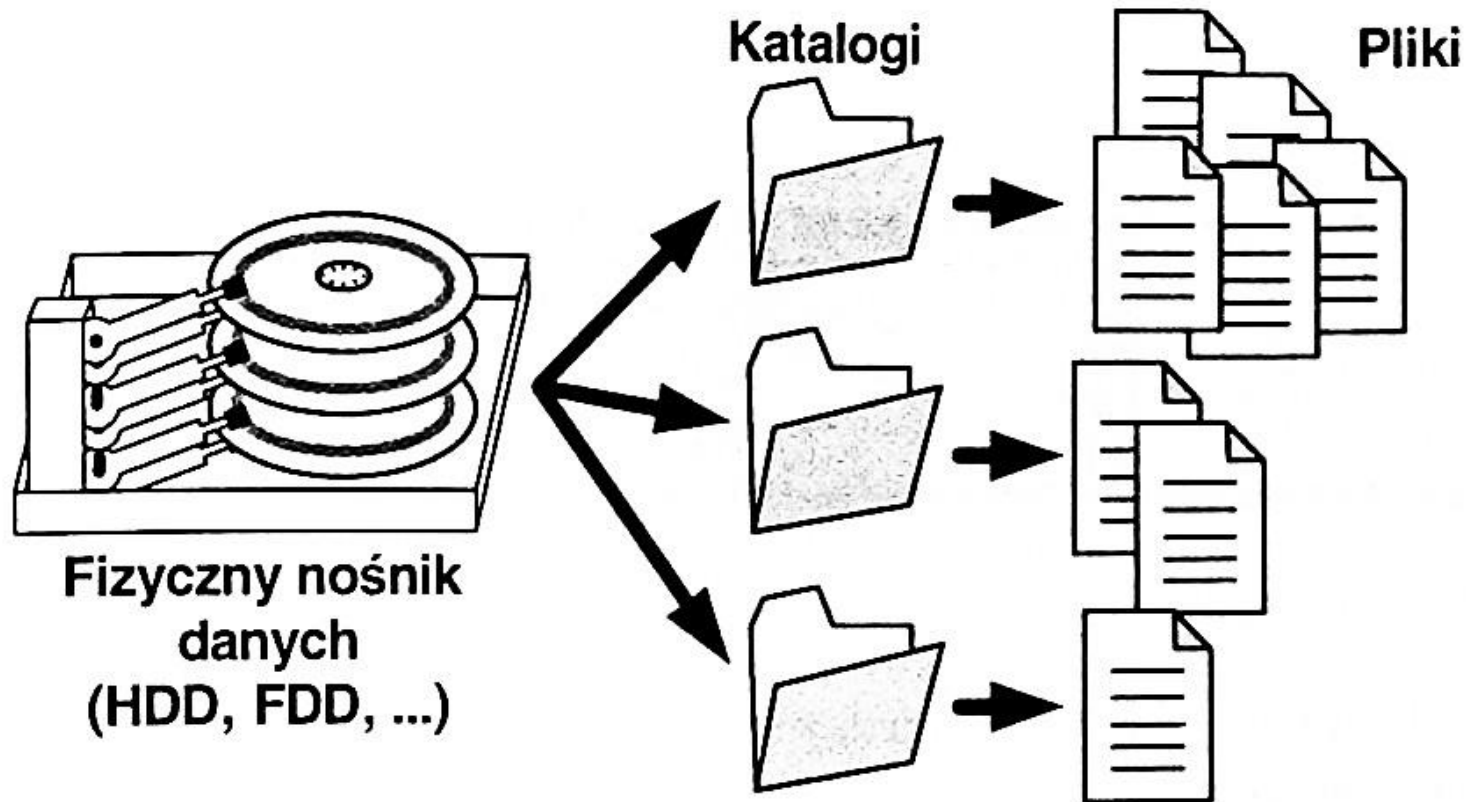 Katalogi
Pliki
Fizyczny nośnik
danych
(HDD, FDD, ...)